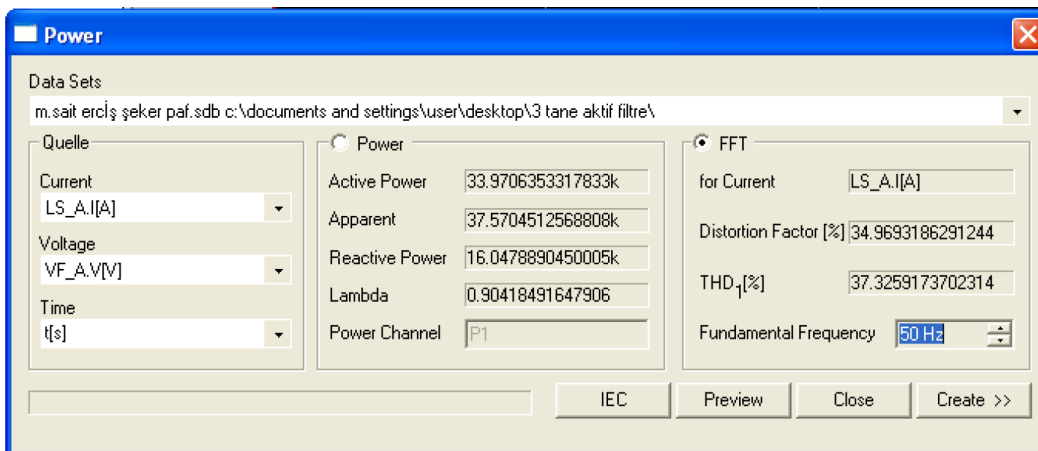 Power
Data Sets
m.sait ercİş şeker paf.sdb c:\documents and settings\user\desktop\3 tane aktif filtre\
Quelle
Current
LS_A.I[A]
Voltage
VF_A.V[V]
Time
t[s]
Power
Active Power 33.9706353317833k
Apparent 37.5704512568808k
Reactive Power 16.0478890450005k
Lambda 0.90418491647906
Power Channel P1
FFT
for Current LS_A.I[A]
Distortion Factor [%] 34.9693186291244
THD1[%] 37.3259173702314
Fundamental Frequency 50 Hz
IEC Preview Close Create >>